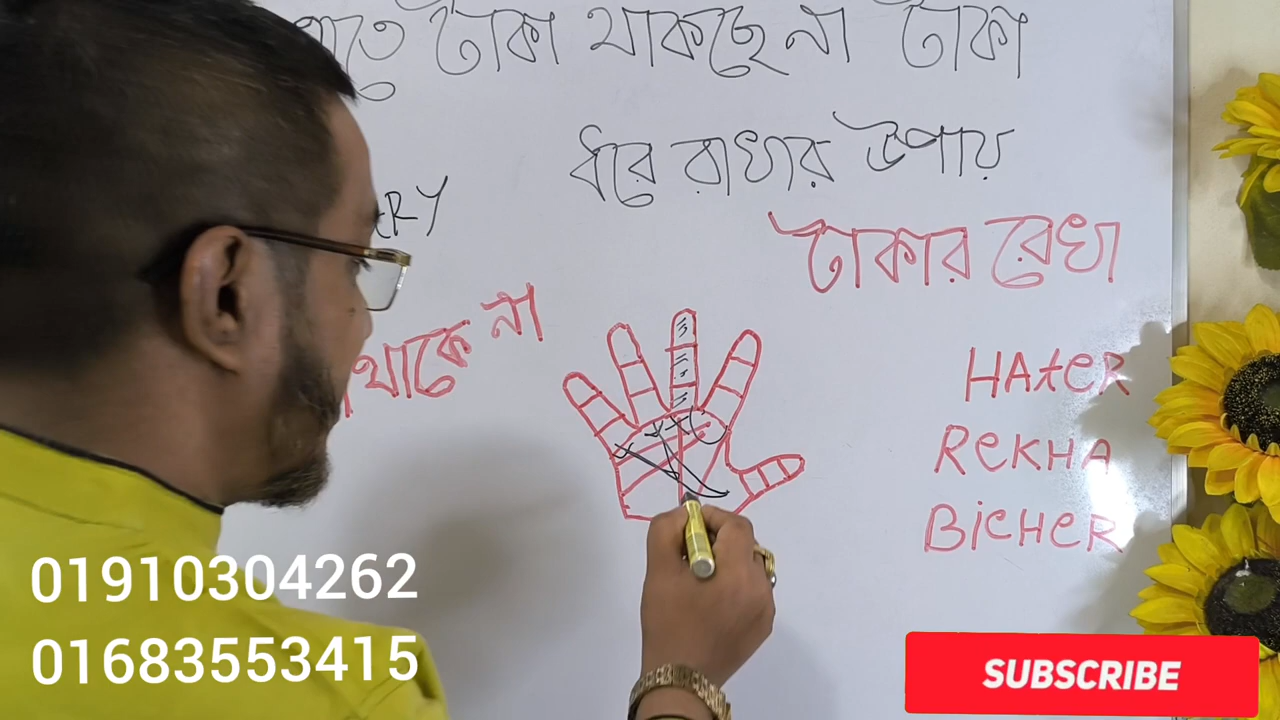 টাকা থাকছে না টাকা
ধরে রাখার উপায়
টাকার রেখা
থাকে না
HAteR
ReKHA
BicHeR
01910304262
01683553415
SUBSCRIBE